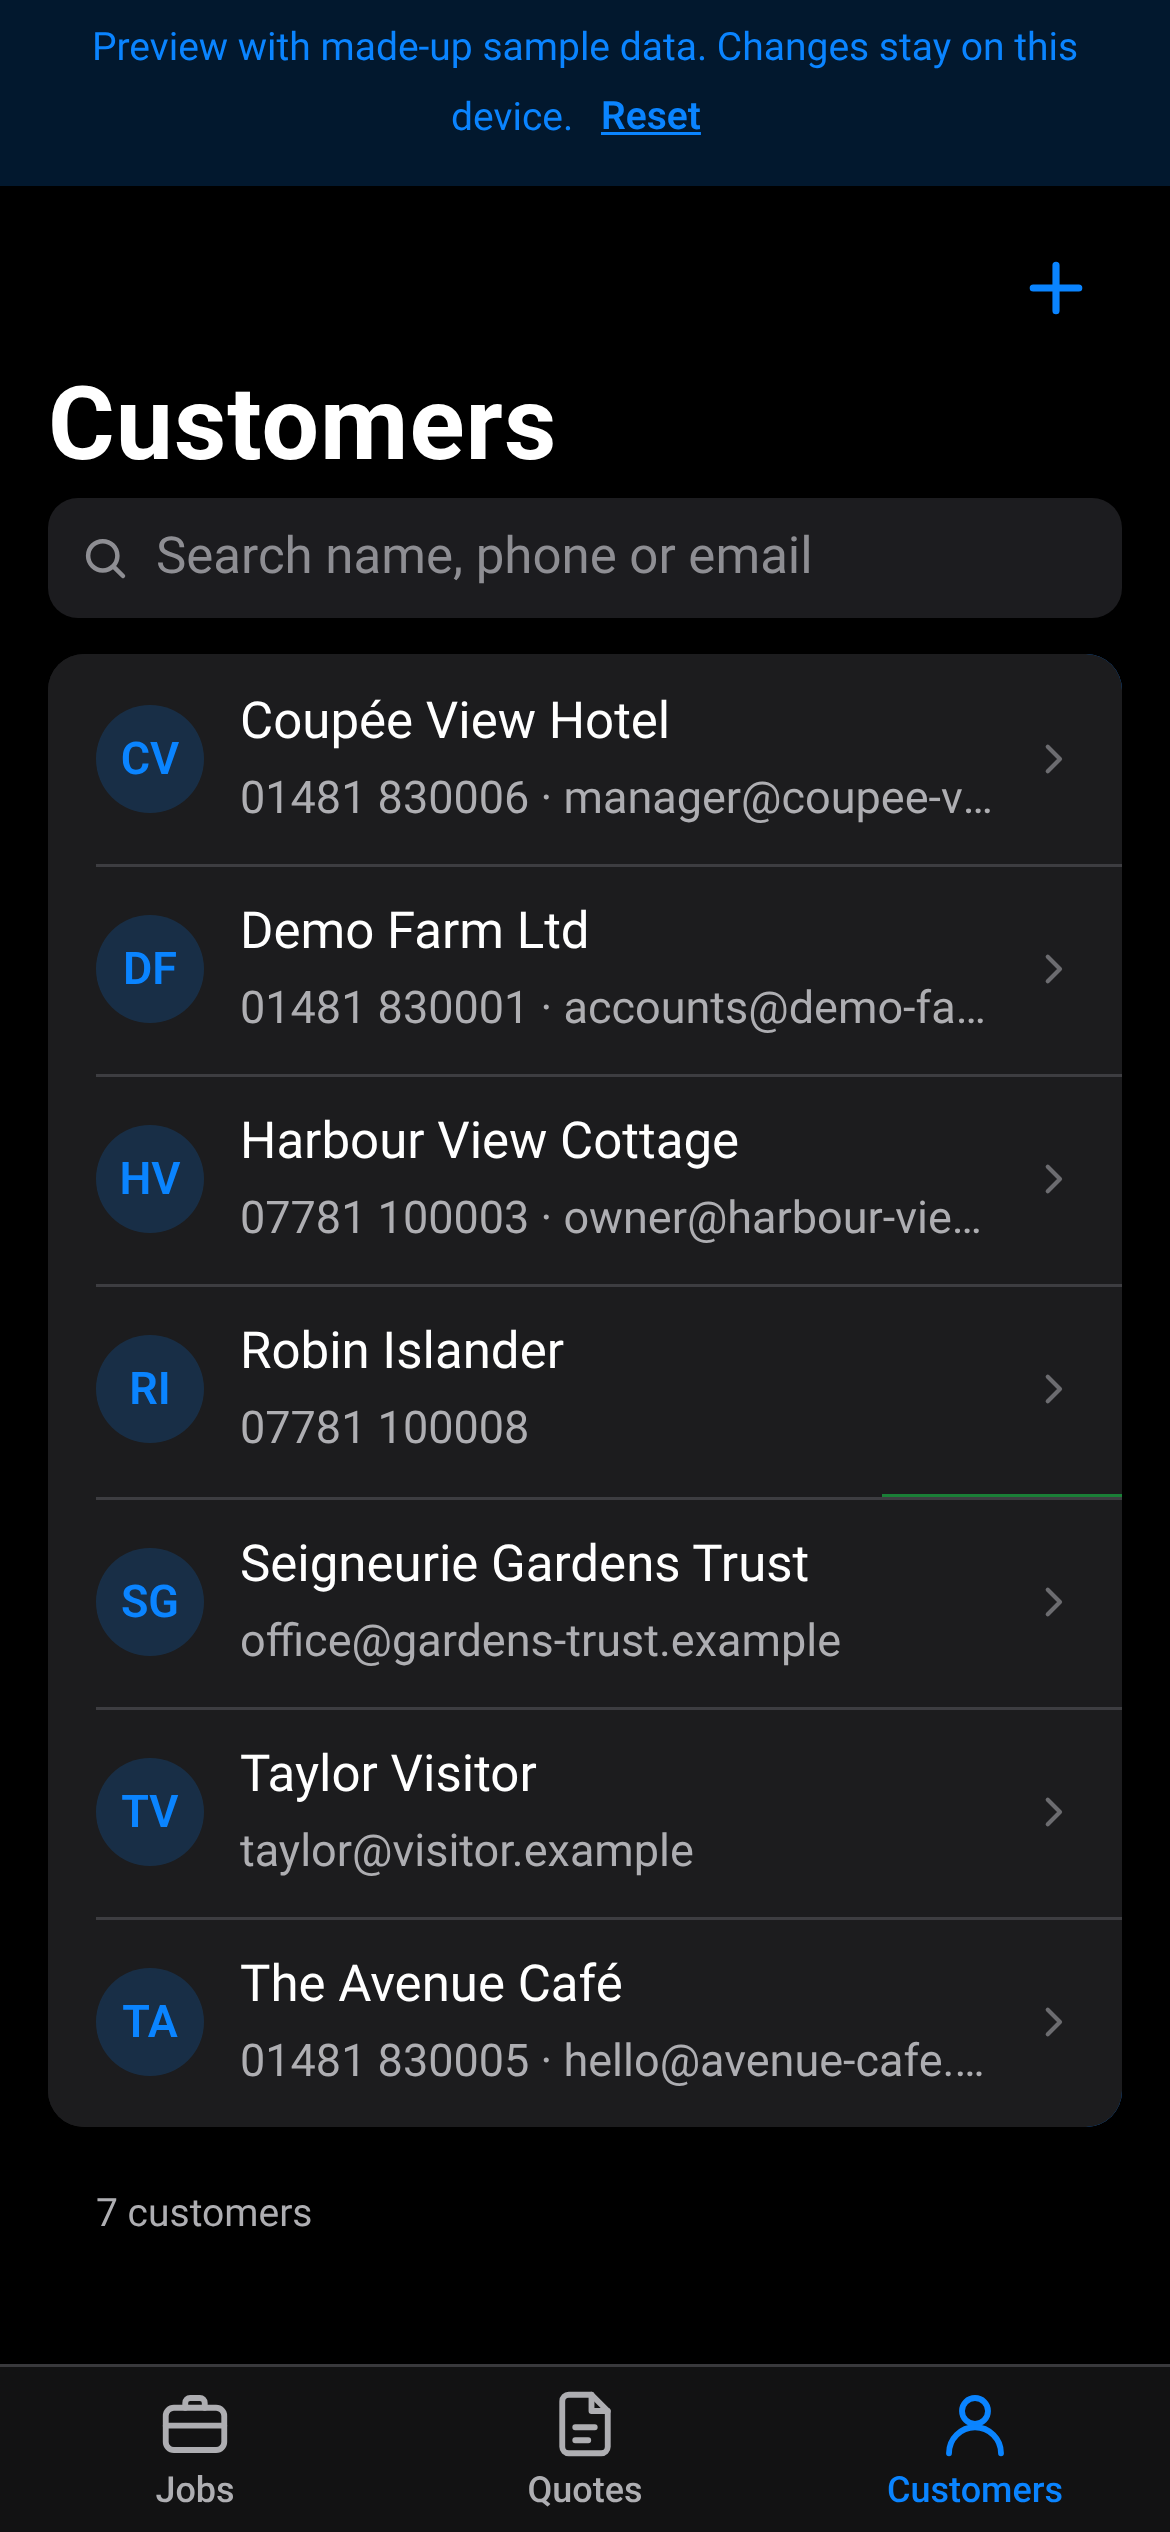 Preview with made-up sample data. Changes stay on this
device. Reset
Customers
Search name, phone or email
CV
Coupée View Hotel
01481 830006 · manager@coupee-v...
DF
Demo Farm Ltd
01481 830001 · accounts@demo-fa...
HV
Harbour View Cottage
07781 100003 · owner@harbour-vie...
RI
Robin Islander
07781 100008
SG
Seigneurie Gardens Trust
office@gardens-trust.example
TV
Taylor Visitor
taylor@visitor.example
TA
The Avenue Café
01481 830005 · hello@avenue-cafe....
7 customers
Jobs
Quotes
Customers